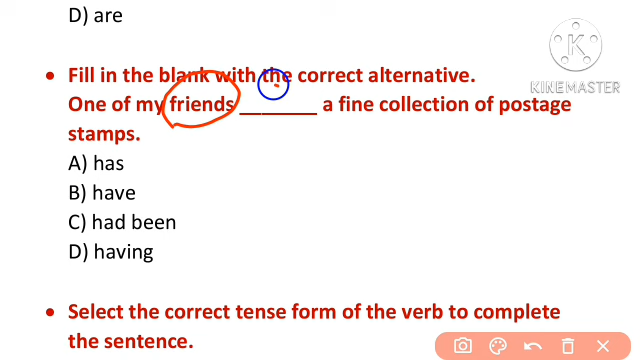 D) are
KINEMASTER
• Fill in the blank with the correct alternative.
One of my friends _______ a fine collection of postage
stamps.
A) has
B) have
C) had been
D) having
• Select the correct tense form of the verb to complete
the sentence.